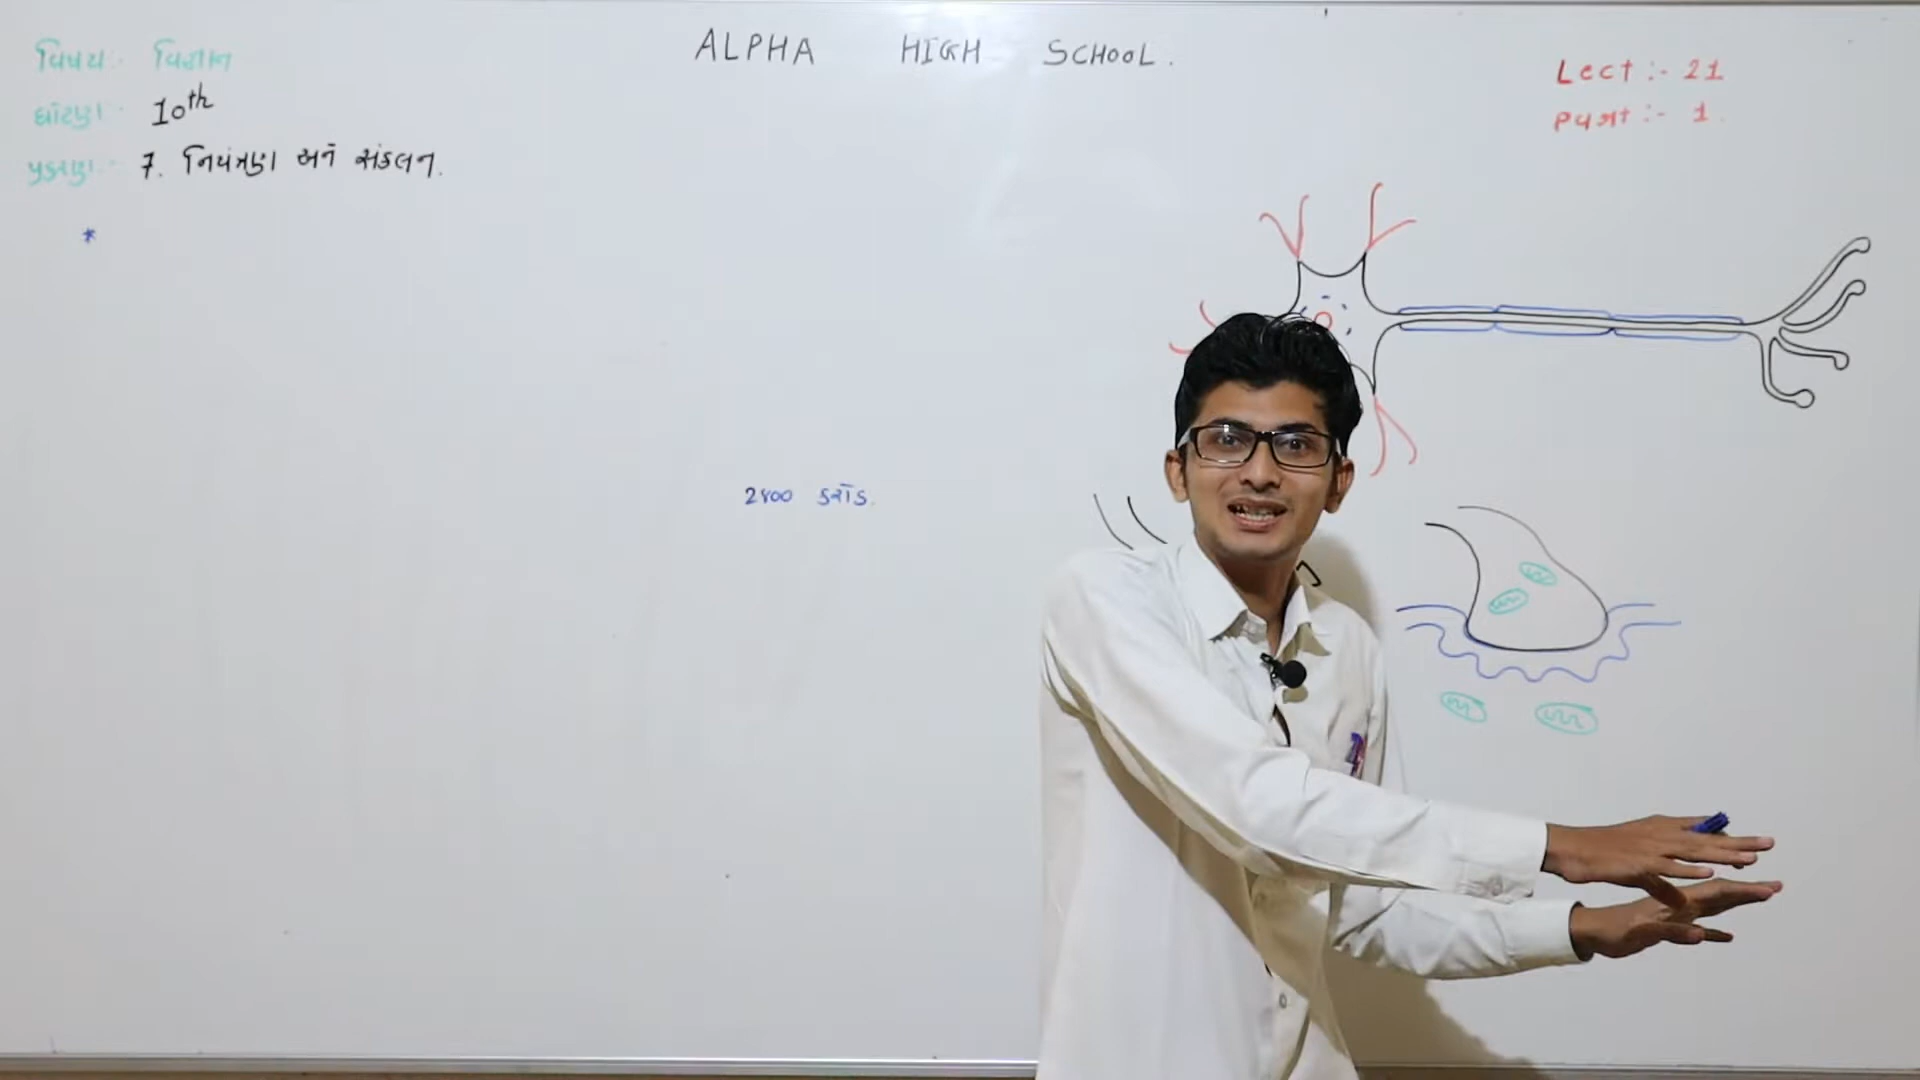 ALPHA HIGH SCHOOL.
વિષય:- વિજ્ઞાન
ધોરણ:- 10th
પ્રકરણ:- 7. નિયંત્રણ અને સંકલન.
*
Lect :- 21
Part :- 1.
2400 કરોડ.